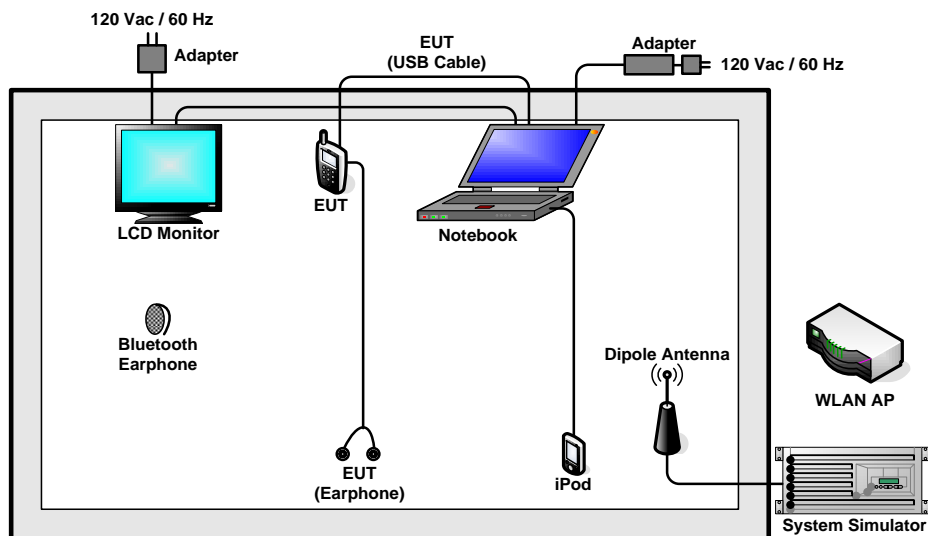 120 Vac / 60 Hz
Adapter
EUT
(USB Cable)
Adapter
120 Vac / 60 Hz
LCD Monitor
EUT
Notebook
Bluetooth
Earphone
Dipole Antenna
WLAN AP
EUT
(Earphone)
iPod
System Simulator